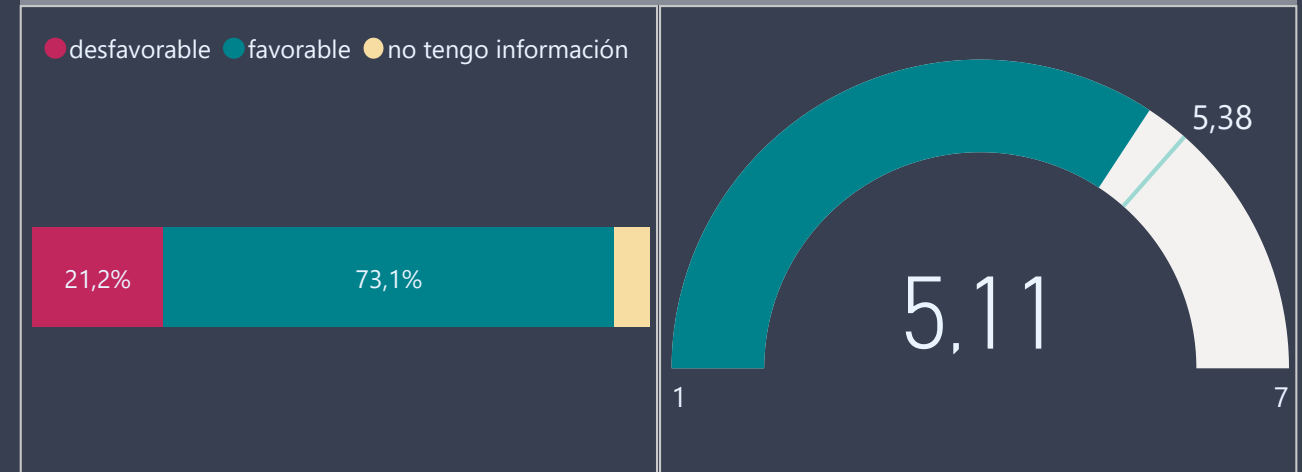 desfavorable favorable no tengo información
21,2% 73,1%
5,38
5,11
1 7